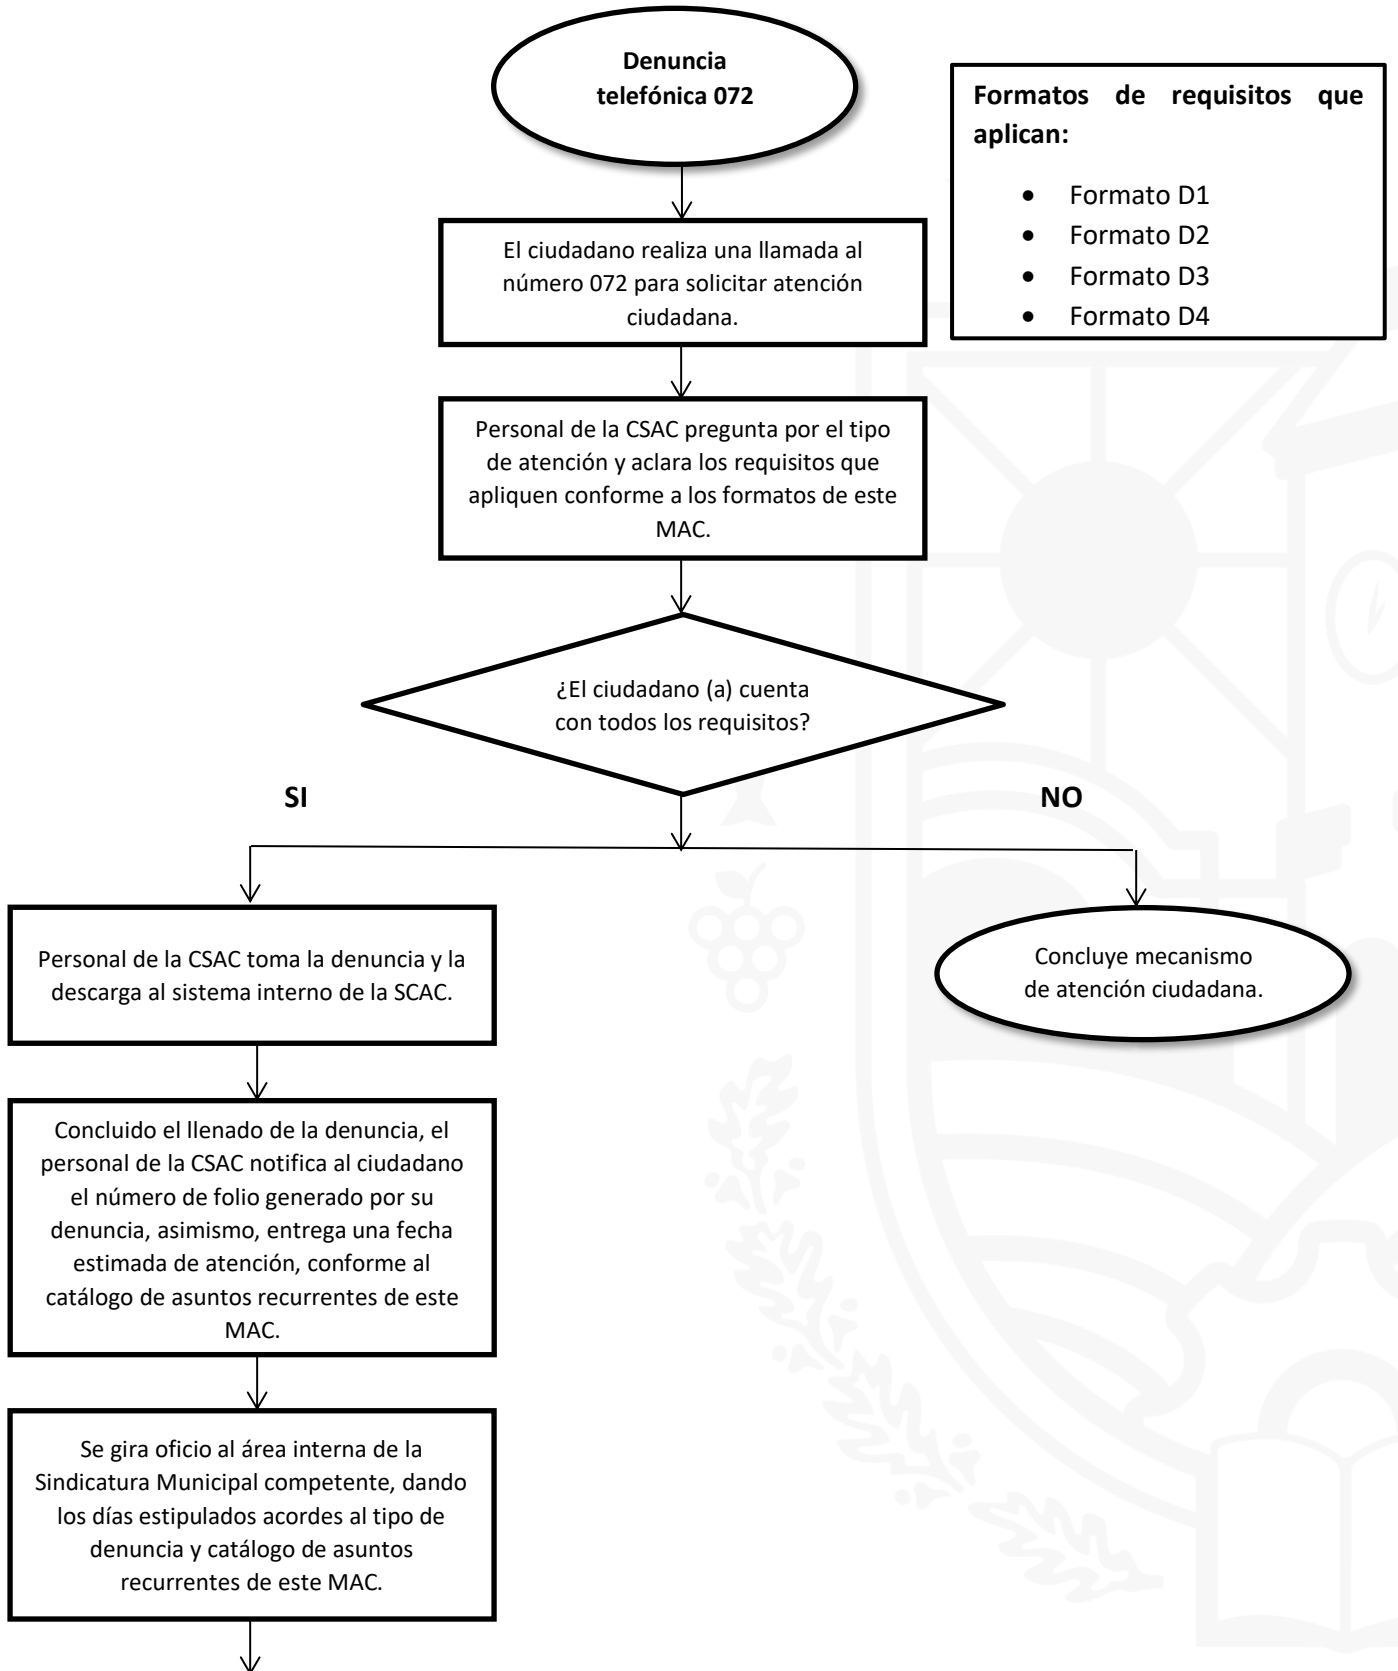 Denuncia
telefónica 072
Formatos de requisitos que
aplican:
• Formato D1
• Formato D2
• Formato D3
• Formato D4
El ciudadano realiza una llamada al
número 072 para solicitar atención
ciudadana.
Personal de la CSAC pregunta por el tipo
de atención y aclara los requisitos que
apliquen conforme a los formatos de este
MAC.
¿El ciudadano (a) cuenta
con todos los requisitos?
SI
NO
Personal de la CSAC toma la denuncia y la
descarga al sistema interno de la SCAC.
Concluye mecanismo
de atención ciudadana.
Concluido el llenado de la denuncia, el
personal de la CSAC notifica al ciudadano
el número de folio generado por su
denuncia, asimismo, entrega una fecha
estimada de atención, conforme al
catálogo de asuntos recurrentes de este
MAC.
Se gira oficio al área interna de la
Sindicatura Municipal competente, dando
los días estipulados acordes al tipo de
denuncia y catálogo de asuntos
recurrentes de este MAC.